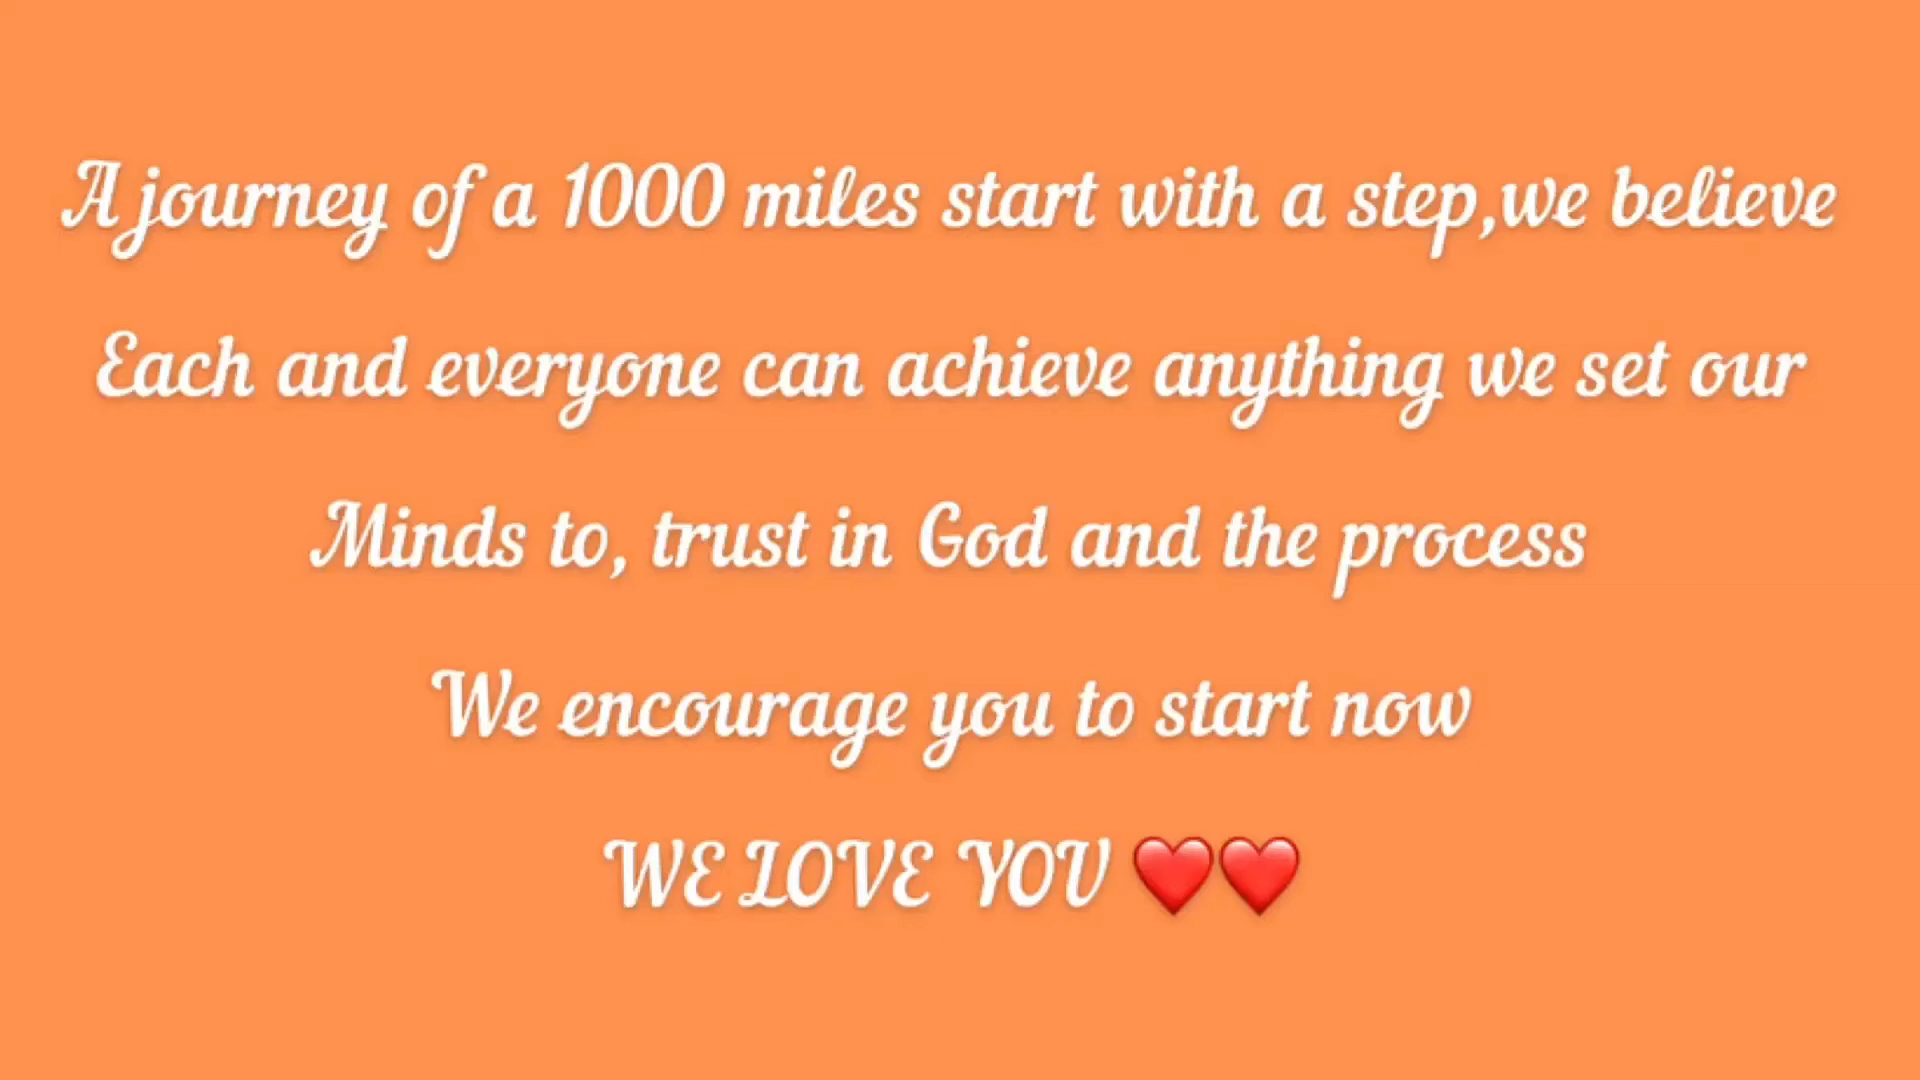 A journey of a 1000 miles start with a step,we believe
Each and everyone can achieve anything we set our
Minds to, trust in God and the process
We encourage you to start now
WE LOVE YOU ❤️❤️